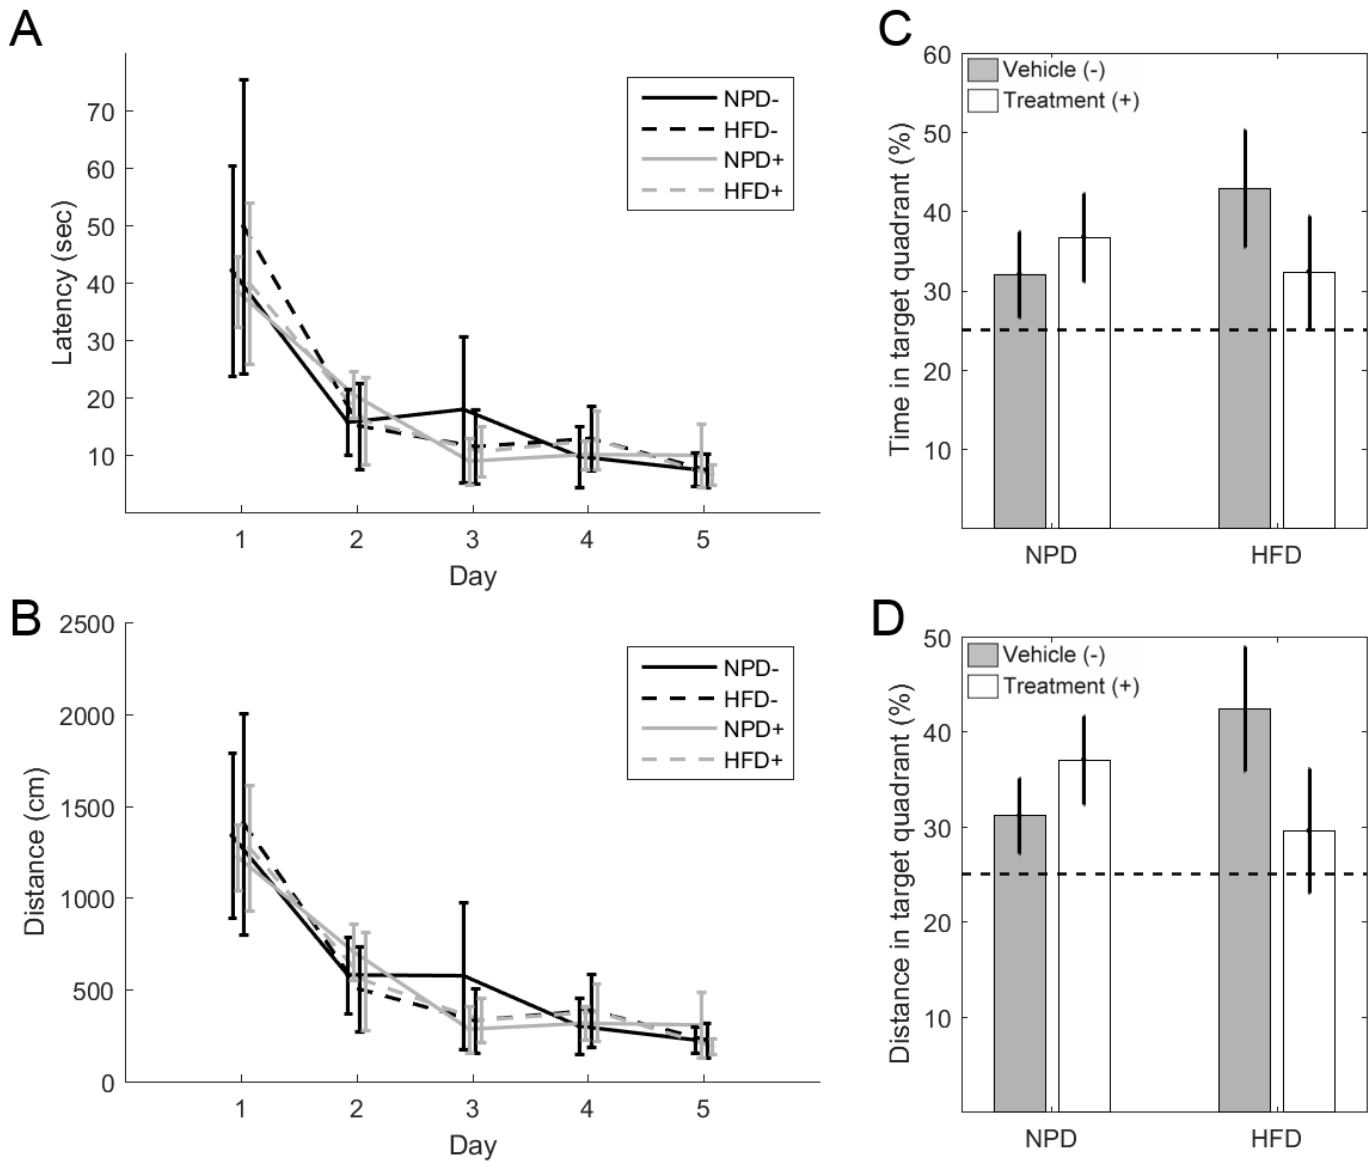 A
Latency (sec)
70
60
50
40
30
20
10
1 2 3 4 5
Day
NPD-
HFD-
NPD+
HFD+
B
Distance (cm)
2500
2000
1500
1000
500
0
1 2 3 4 5
Day
NPD-
HFD-
NPD+
HFD+
C
Time in target quadrant (%)
60
50
40
30
20
10
Vehicle (-)
Treatment (+)
NPD HFD
D
Distance in target quadrant (%)
50
40
30
20
10
Vehicle (-)
Treatment (+)
NPD HFD